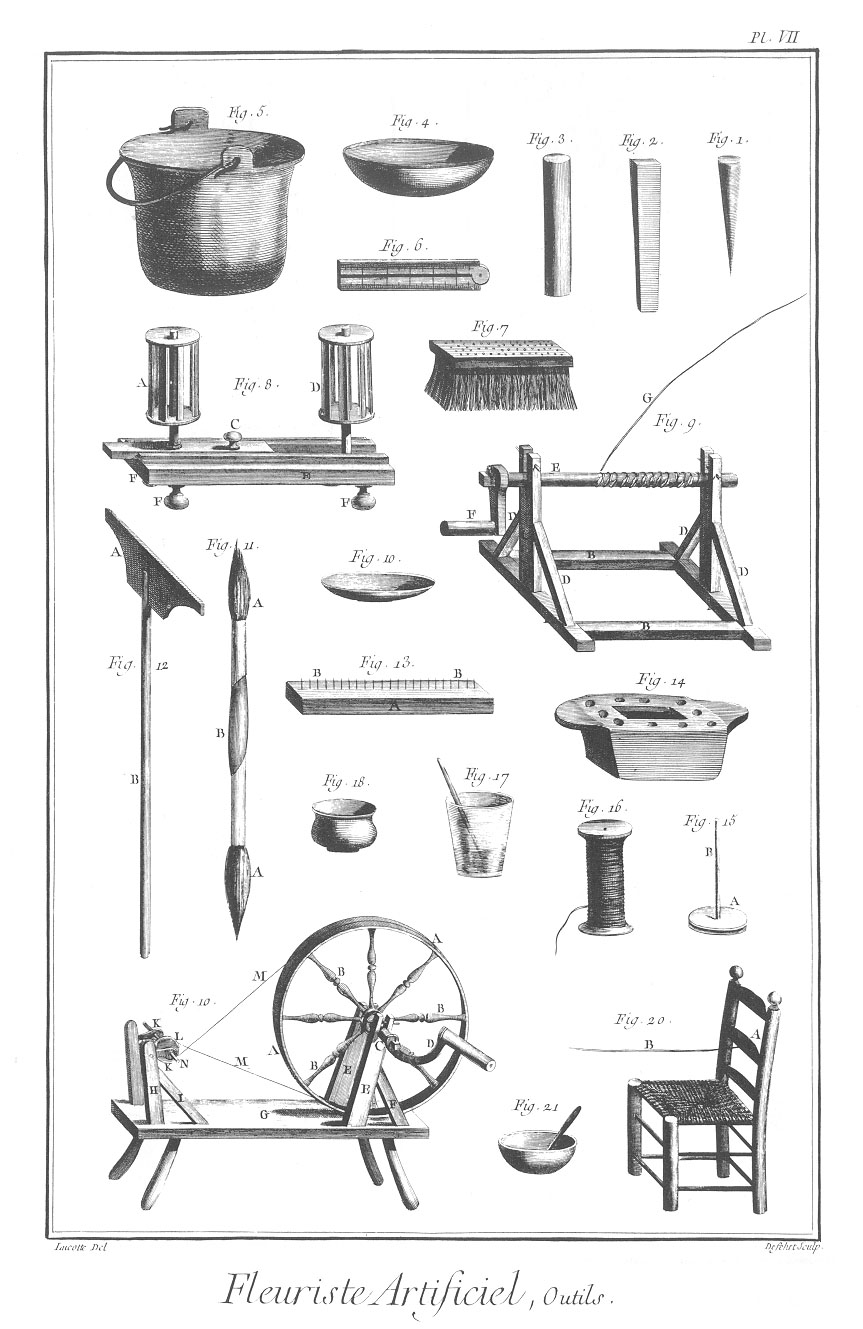 Pl. VII
Fig. 5.
Fig. 4.
Fig. 3.
Fig. 2.
Fig. 1.
Fig. 6.
Fig. 7
A
Fig. 8.
D
C
F
E
F
F
G
Fig. 9.
E
F
D
D
B
D
D
B
A
Fig. 11.
A
Fig. 10.
Fig. 12
B
B
A
Fig. 13.
B
B
A
Fig. 14
Fig. 18.
Fig. 17
Fig. 16
Fig. 15
B
A
Fig. 10.
M
A
B
B
K
L
K
N
M
A
B
C
D
E
E
F
H
I
G
Fig. 20.
B
A
Fig. 21
Lucotte Del
Defehrt Sculp.
Fleuriste Artificiel, Outils.